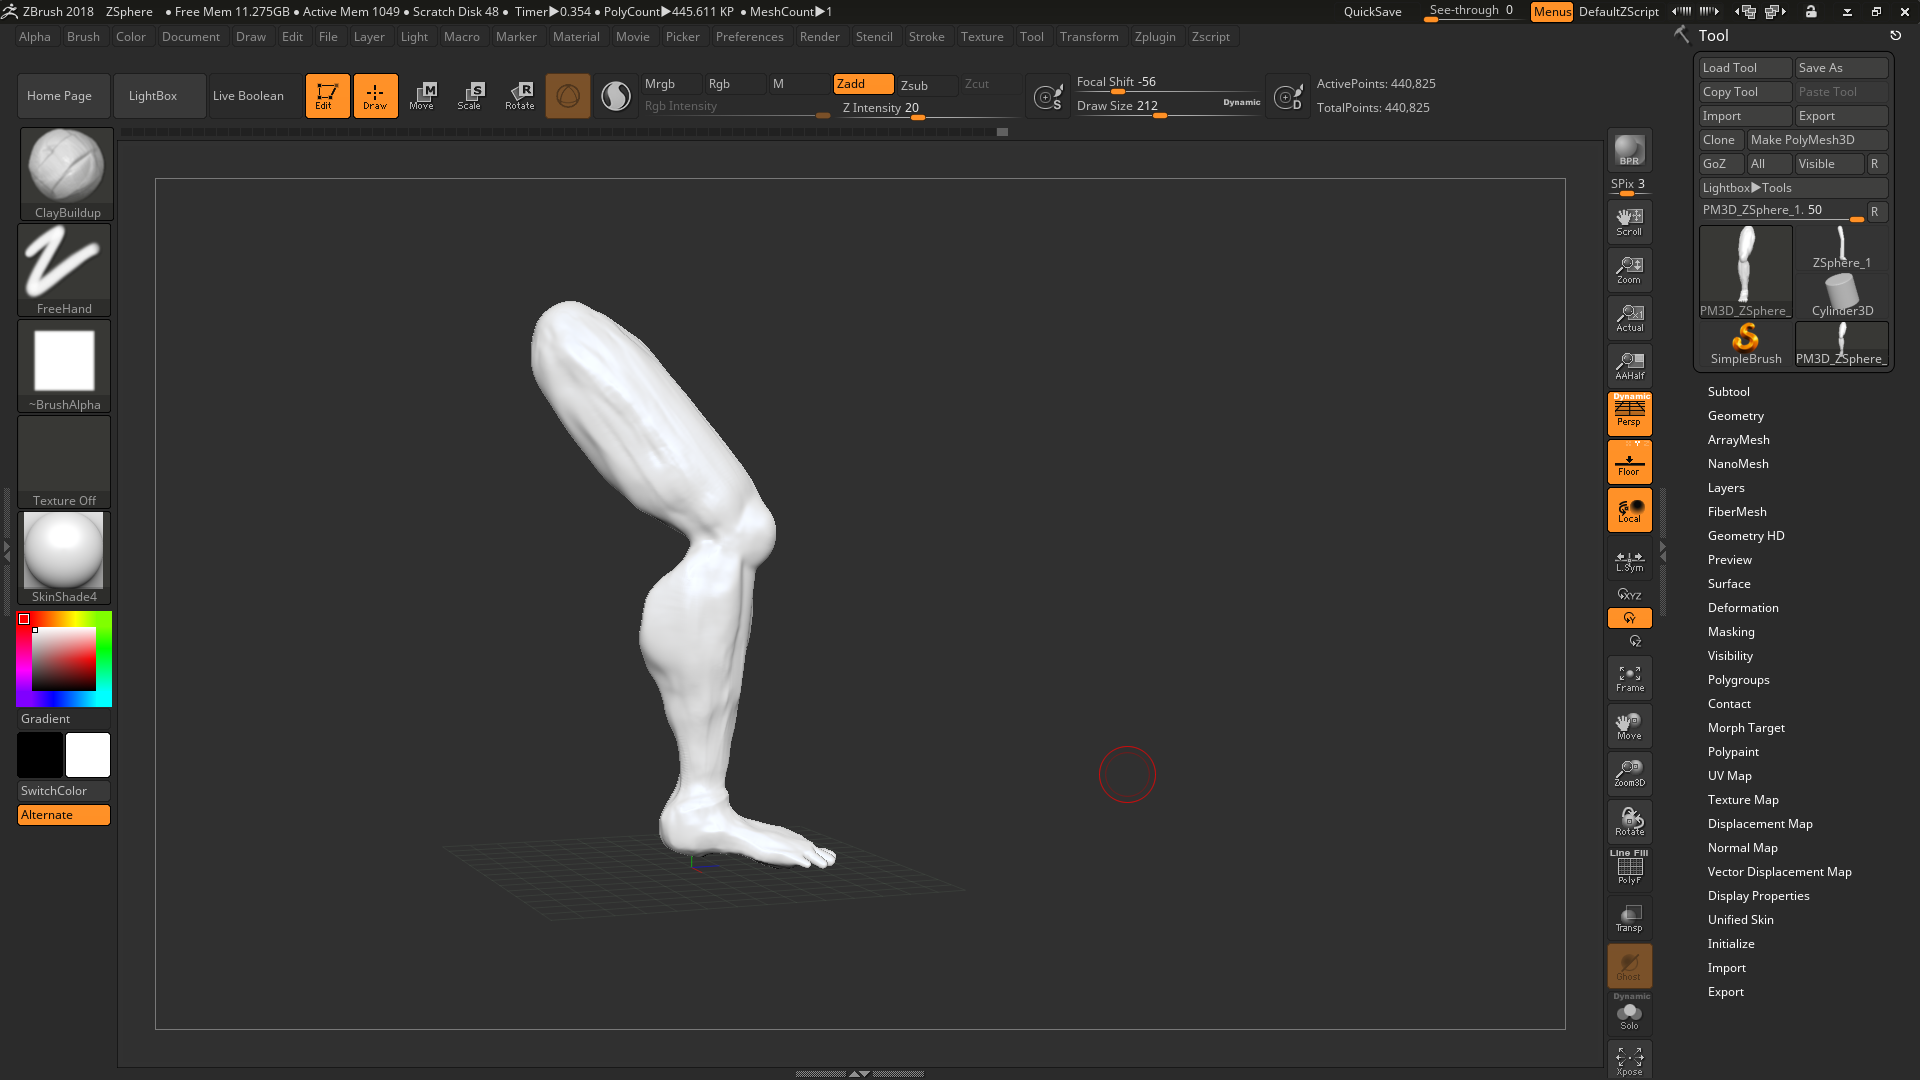 ZBrush 2018 ZSphere • Free Mem 11.275GB • Active Mem 1049 • Scratch Disk 48 • Timer▶0.354 • PolyCount▶445.611 KP • MeshCount▶1 QuickSave See-through 0 Menus DefaultZScript
Alpha Brush Color Document Draw Edit File Layer Light Macro Marker Material Movie Picker Preferences Render Stencil Stroke Texture Tool Transform Zplugin Zscript
Home Page LightBox Live Boolean Edit Draw Move Scale Rotate
Mrgb Rgb M Zadd Zsub Zcut
Rgb Intensity Z Intensity 20
S
Focal Shift -56
Draw Size 212 Dynamic
D
ActivePoints: 440,825
TotalPoints: 440,825
ClayBuildup
FreeHand
~BrushAlpha
Texture Off
SkinShade4
Gradient
SwitchColor
Alternate
BPR
SPix 3
Scroll
Zoom
Actual
AAHalf
Dynamic
Persp
Floor
Local
L.Sym
XYZ
Y
Z
Frame
Move
Zoom3D
Rotate
Line Fill
PolyF
Transp
Ghost
Dynamic
Solo
Xpose
Tool
Load Tool Save As
Copy Tool Paste Tool
Import Export
Clone Make PolyMesh3D
GoZ All Visible R
Lightbox▶Tools
PM3D_ZSphere_1. 50 R
ZSphere_1
PM3D_ZSphere_ Cylinder3D
SimpleBrush PM3D_ZSphere_
Subtool
Geometry
ArrayMesh
NanoMesh
Layers
FiberMesh
Geometry HD
Preview
Surface
Deformation
Masking
Visibility
Polygroups
Contact
Morph Target
Polypaint
UV Map
Texture Map
Displacement Map
Normal Map
Vector Displacement Map
Display Properties
Unified Skin
Initialize
Import
Export